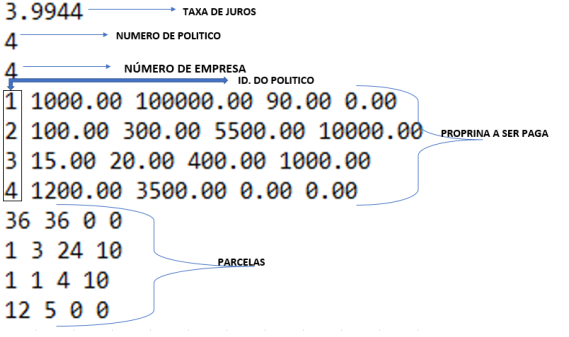 3.9944 TAXA DE JUROS
4 NUMERO DE POLITICO
4 NÚMERO DE EMPRESA
ID. DO POLITICO
1 1000.00 100000.00 90.00 0.00
2 100.00 300.00 5500.00 10000.00
PROPRINA A SER PAGA
3 15.00 20.00 400.00 1000.00
4 1200.00 3500.00 0.00 0.00
36 36 0 0
1 3 24 10
PARCELAS
1 1 4 10
12 5 0 0